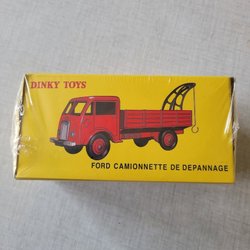 DINKY TOYS
FORD CAMIONNETTE DE DEPANNAGE